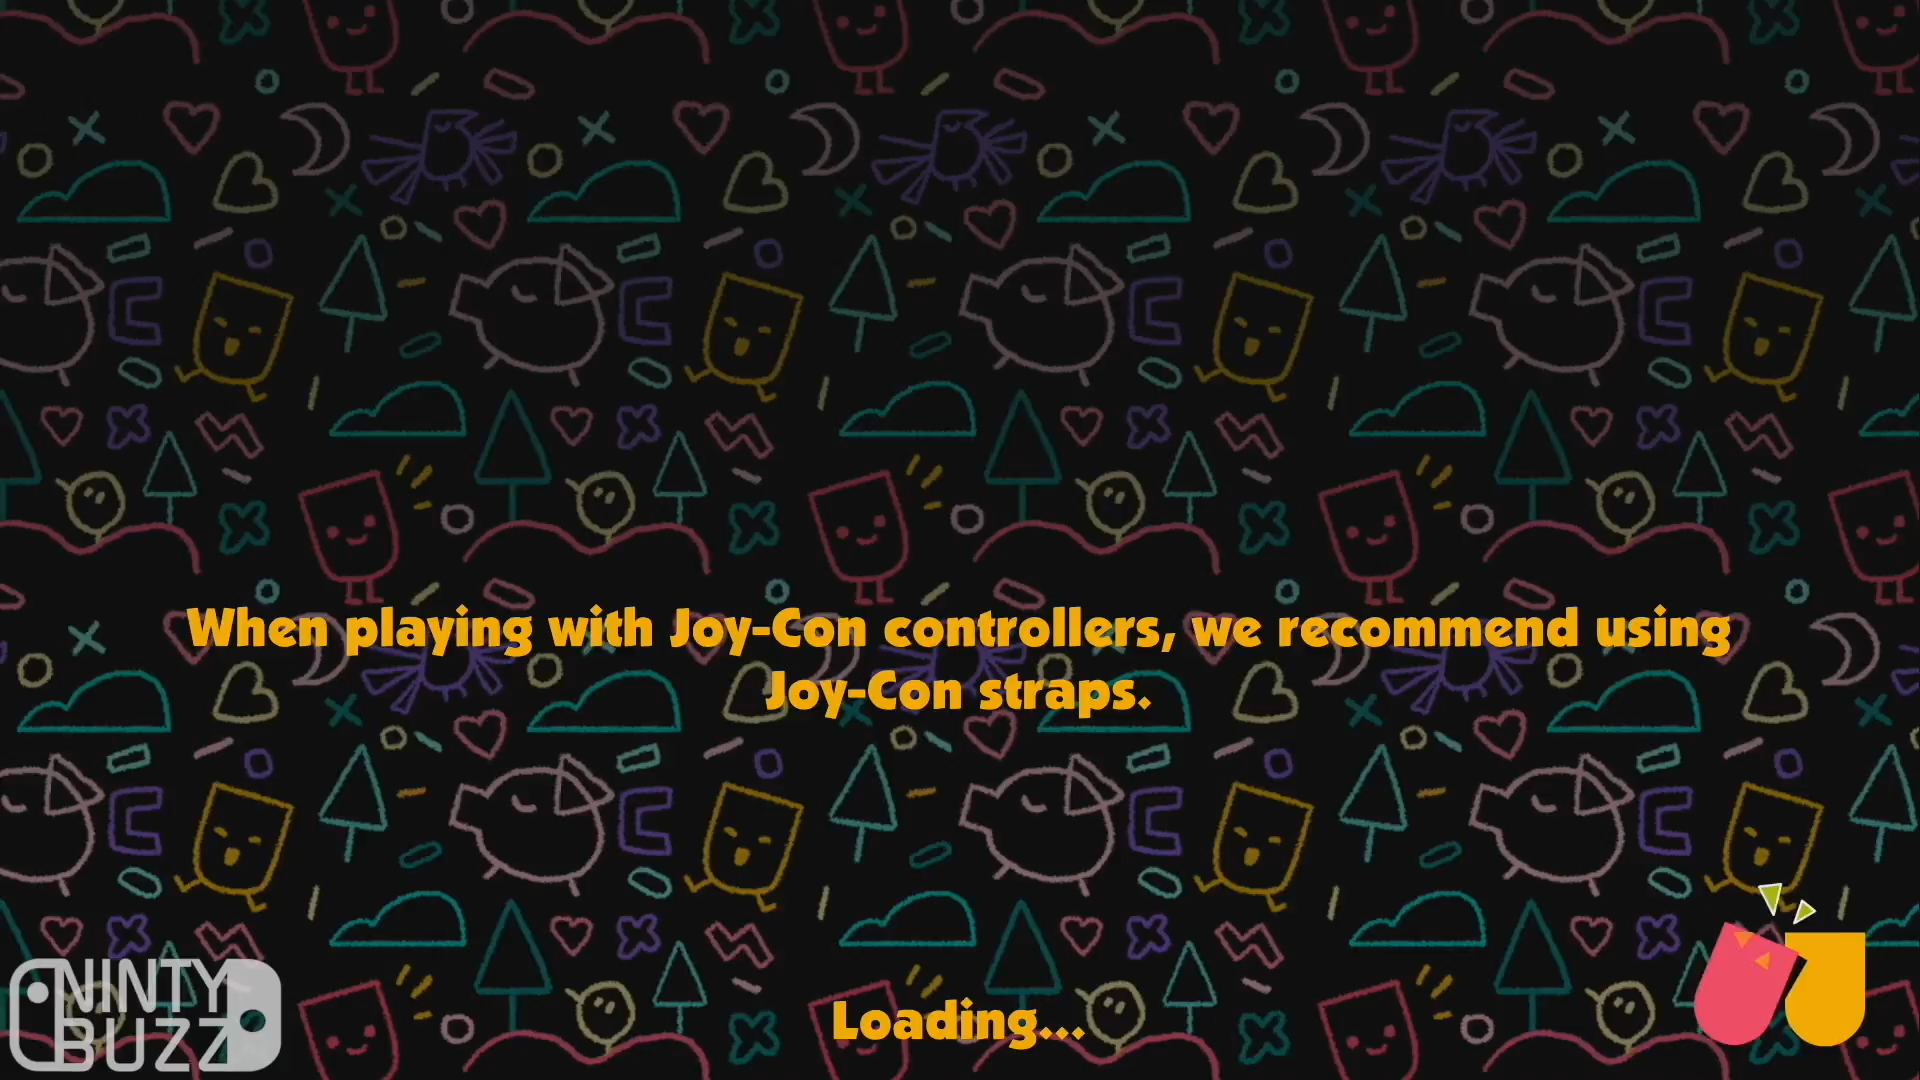 When playing with Joy-Con controllers, we recommend using
Joy-Con straps.
NINTY
BUZZ
Loading...